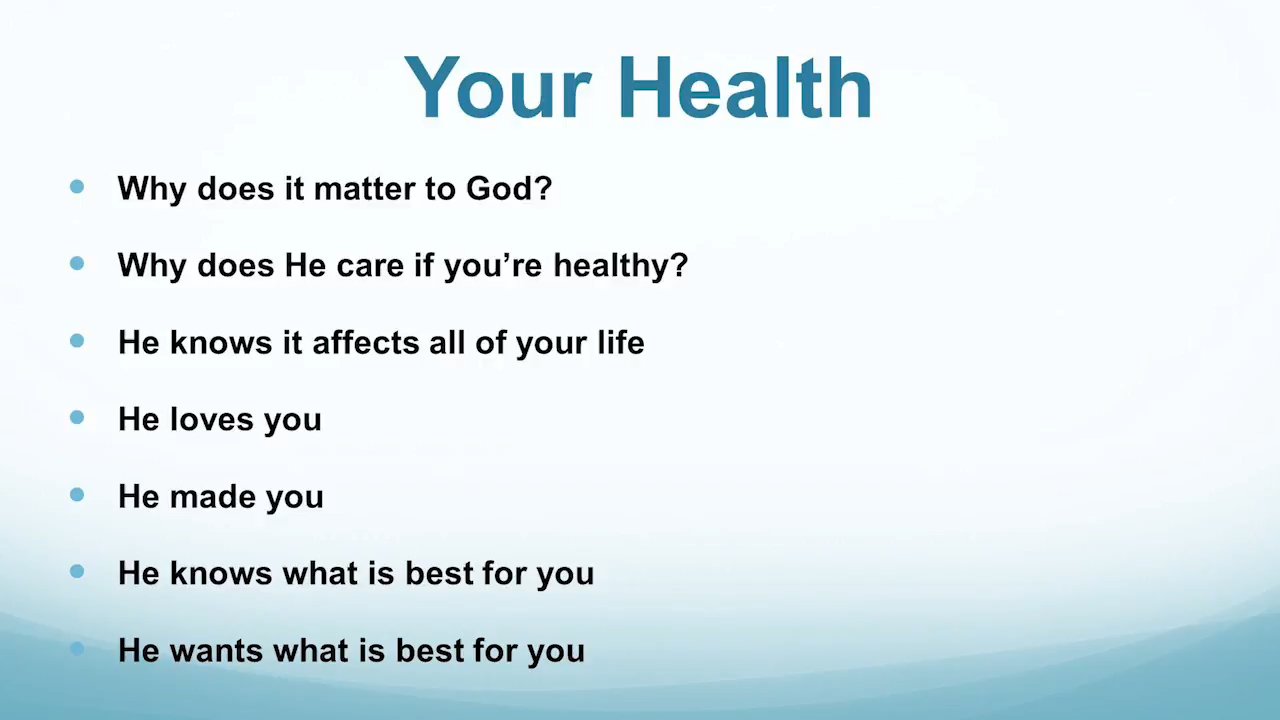 Your Health
Why does it matter to God?
Why does He care if you’re healthy?
He knows it affects all of your life
He loves you
He made you
He knows what is best for you
He wants what is best for you